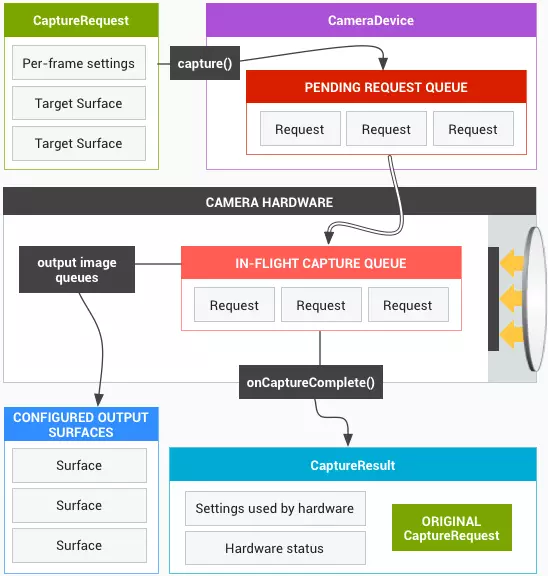 CaptureRequest
Per-frame settings
Target Surface
Target Surface
capture()
CameraDevice
PENDING REQUEST QUEUE
Request
Request
Request
CAMERA HARDWARE
output image
queues
IN-FLIGHT CAPTURE QUEUE
Request
Request
Request
onCaptureComplete()
CONFIGURED OUTPUT
SURFACES
Surface
Surface
Surface
CaptureResult
Settings used by hardware
Hardware status
ORIGINAL
CaptureRequest